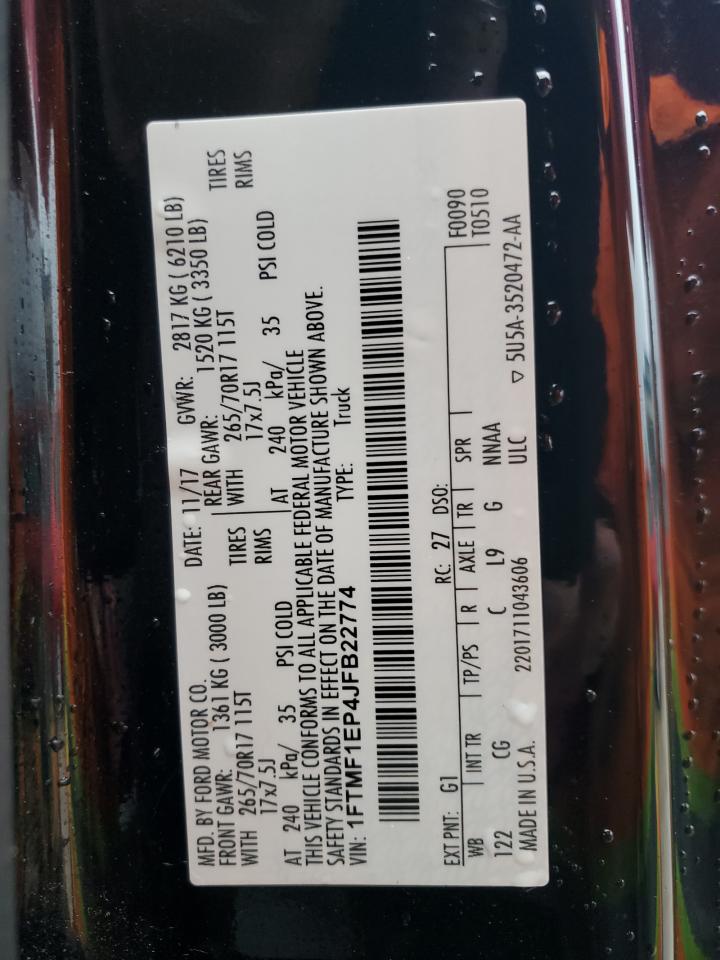 MFD. BY FORD MOTOR CO.
DATE: 11/17 GVWR: 2817 KG ( 6210 LB)
FRONT GAWR: 1361 KG ( 3000 LB) REAR GAWR: 1520 KG ( 3350 LB)
WITH 265/70R17 115T TIRES WITH 265/70R17 115T TIRES
17x7.5J RIMS 17x7.5J RIMS
AT 240 kPa/ 35 PSI COLD AT 240 kPa/ 35 PSI COLD
THIS VEHICLE CONFORMS TO ALL APPLICABLE FEDERAL MOTOR VEHICLE
SAFETY STANDARDS IN EFFECT ON THE DATE OF MANUFACTURE SHOWN ABOVE.
VIN: 1FTMF1EP4JFB22774 TYPE: Truck
F0090
EXT PNT: G1 RC: 27 DSO: T0510
WB INT TR TP/PS R AXLE TR SPR
122 CG C L9 G NNAA
ULC
MADE IN U.S.A. 2201711043606 ▽ 5U5A-3520472-AA